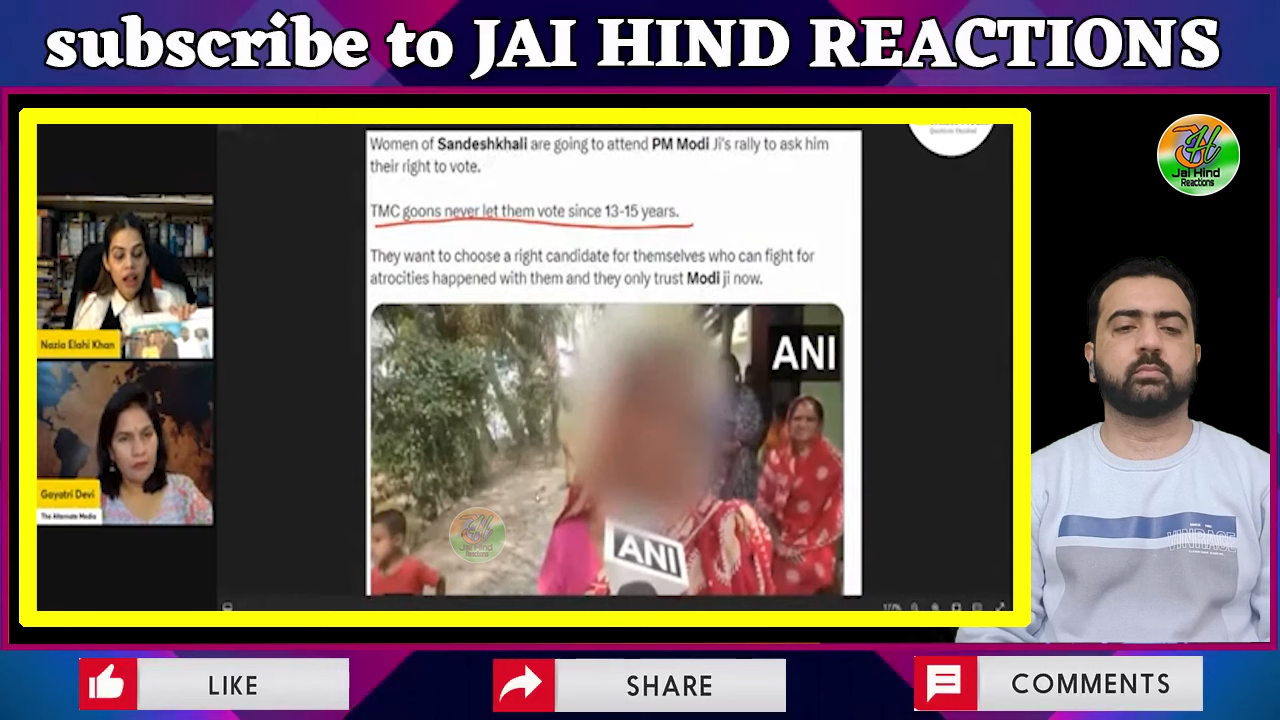 subscribe to JAI HIND REACTIONS
Women of Sandeshkhali are going to attend PM Modi Ji's rally to ask him
their right to vote.
TMC goons never let them vote since 13-15 years.
They want to choose a right candidate for themselves who can fight for
atrocities happened with them and they only trust Modi ji now.
ANI
ANI
Nazia Elahi Khan
Gayatri Devi
The Alternate Media
Jai Hind
Reactions
Jai Hind
Reactions
LIKE
SHARE
COMMENTS